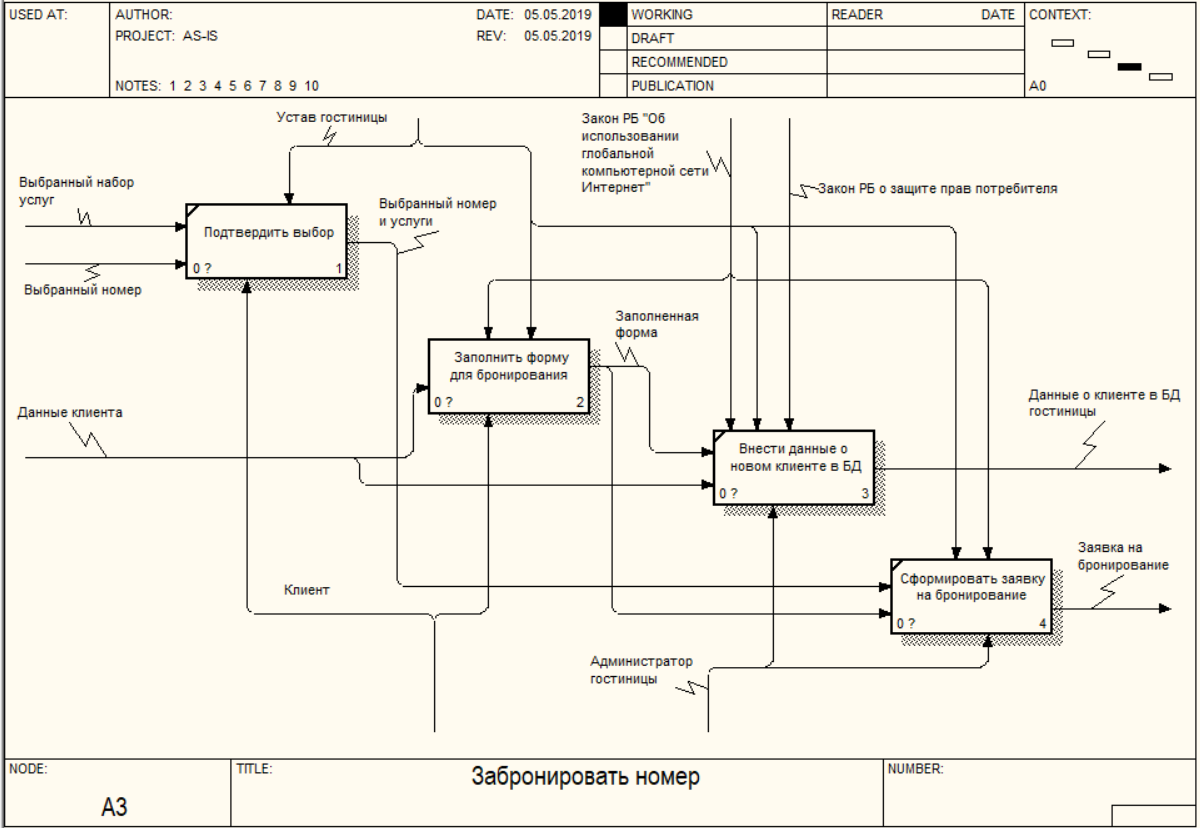 USED AT:
AUTHOR:
DATE: 05.05.2019
PROJECT: AS-IS
REV: 05.05.2019
NOTES: 1 2 3 4 5 6 7 8 9 10
WORKING
DRAFT
RECOMMENDED
PUBLICATION
READER
DATE
CONTEXT:
A0
Устав гостиницы
Закон РБ "Об
использовании
глобальной
компьютерной сети
Интернет"
Закон РБ о защите прав потребителя
Выбранный набор
услуг
Выбранный номер
и услуги
Подтвердить выбор
0 ?
1
Выбранный номер
Заполненная
форма
Заполнить форму
для бронирования
0 ?
2
Данные клиента
Данные о клиенте в БД
гостиницы
Внести данные о
новом клиенте в БД
0 ?
3
Заявка на
бронирование
Сформировать заявку
на бронирование
0 ?
4
Клиент
Администратор
гостиницы
NODE:
A3
TITLE:
Забронировать номер
NUMBER: